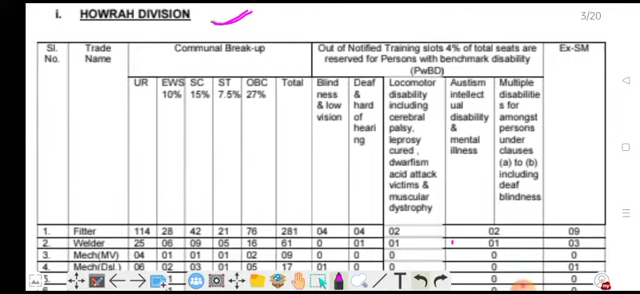 i. HOWRAH DIVISION
3/20
Sl. No. Trade Name Communal Break-up Out of Notified Training slots 4% of total seats are reserved for Persons with benchmark disability (PwBD) Ex-SM
UR EWS 10% SC 15% ST 7.5% OBC 27% Total Blind ness & low vision Deaf & hard of heari ng Locomotor disability including cerebral palsy, leprosy cured, dwarfism acid attack victims & muscular dystrophy Austism intellect ual disability & mental illness Multiple disabilitie s for amongst persons under clauses (a) to (b) including deaf blindness
1. Fitter 114 28 42 21 76 281 04 04 02 02 09
2. Welder 25 06 09 05 16 61 0 01 01 01 03
3. Mech(MV) 04 01 01 01 02 09 0 0 0 0 0
4. Mech(Dsl.) 06 02 03 01 05 17 01 0 0 0 01
5.